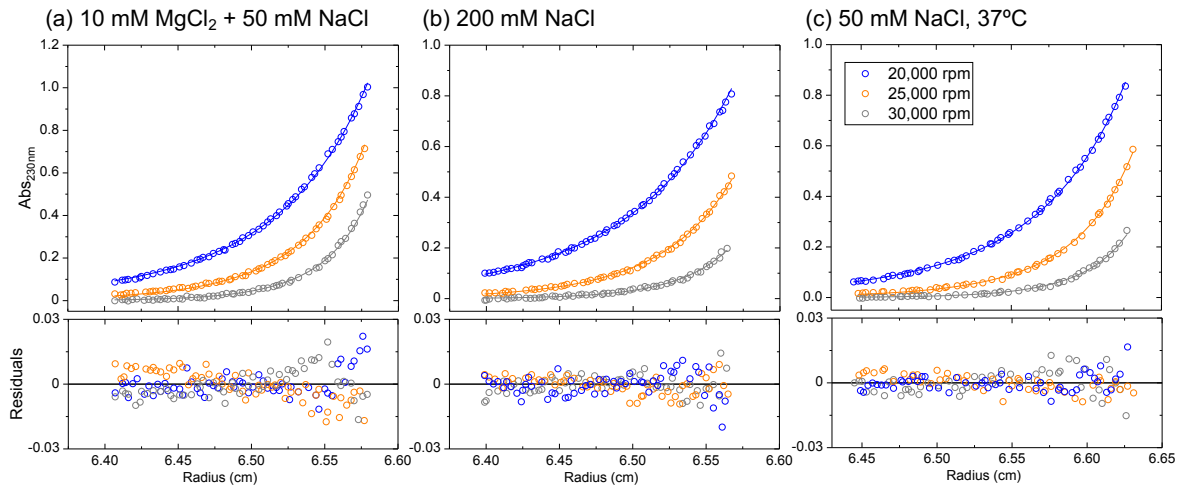 (a) 10 mM MgCl₂ + 50 mM NaCl
(b) 200 mM NaCl
(c) 50 mM NaCl, 37ºC
Abs230nm
1.2
1.0
0.8
0.6
0.4
0.2
0
1.0
0.8
0.6
0.4
0.2
0.0
1.0
0.8
0.6
0.4
0.2
0.0
20,000 rpm
25,000 rpm
30,000 rpm
Residuals
0.03
0
-0.03
0.03
0
-0.03
0.03
0
-0.03
6.40 6.45 6.50 6.55 6.60
6.40 6.45 6.50 6.55 6.60
6.45 6.50 6.55 6.60 6.65
Radius (cm)
Radius (cm)
Radius (cm)